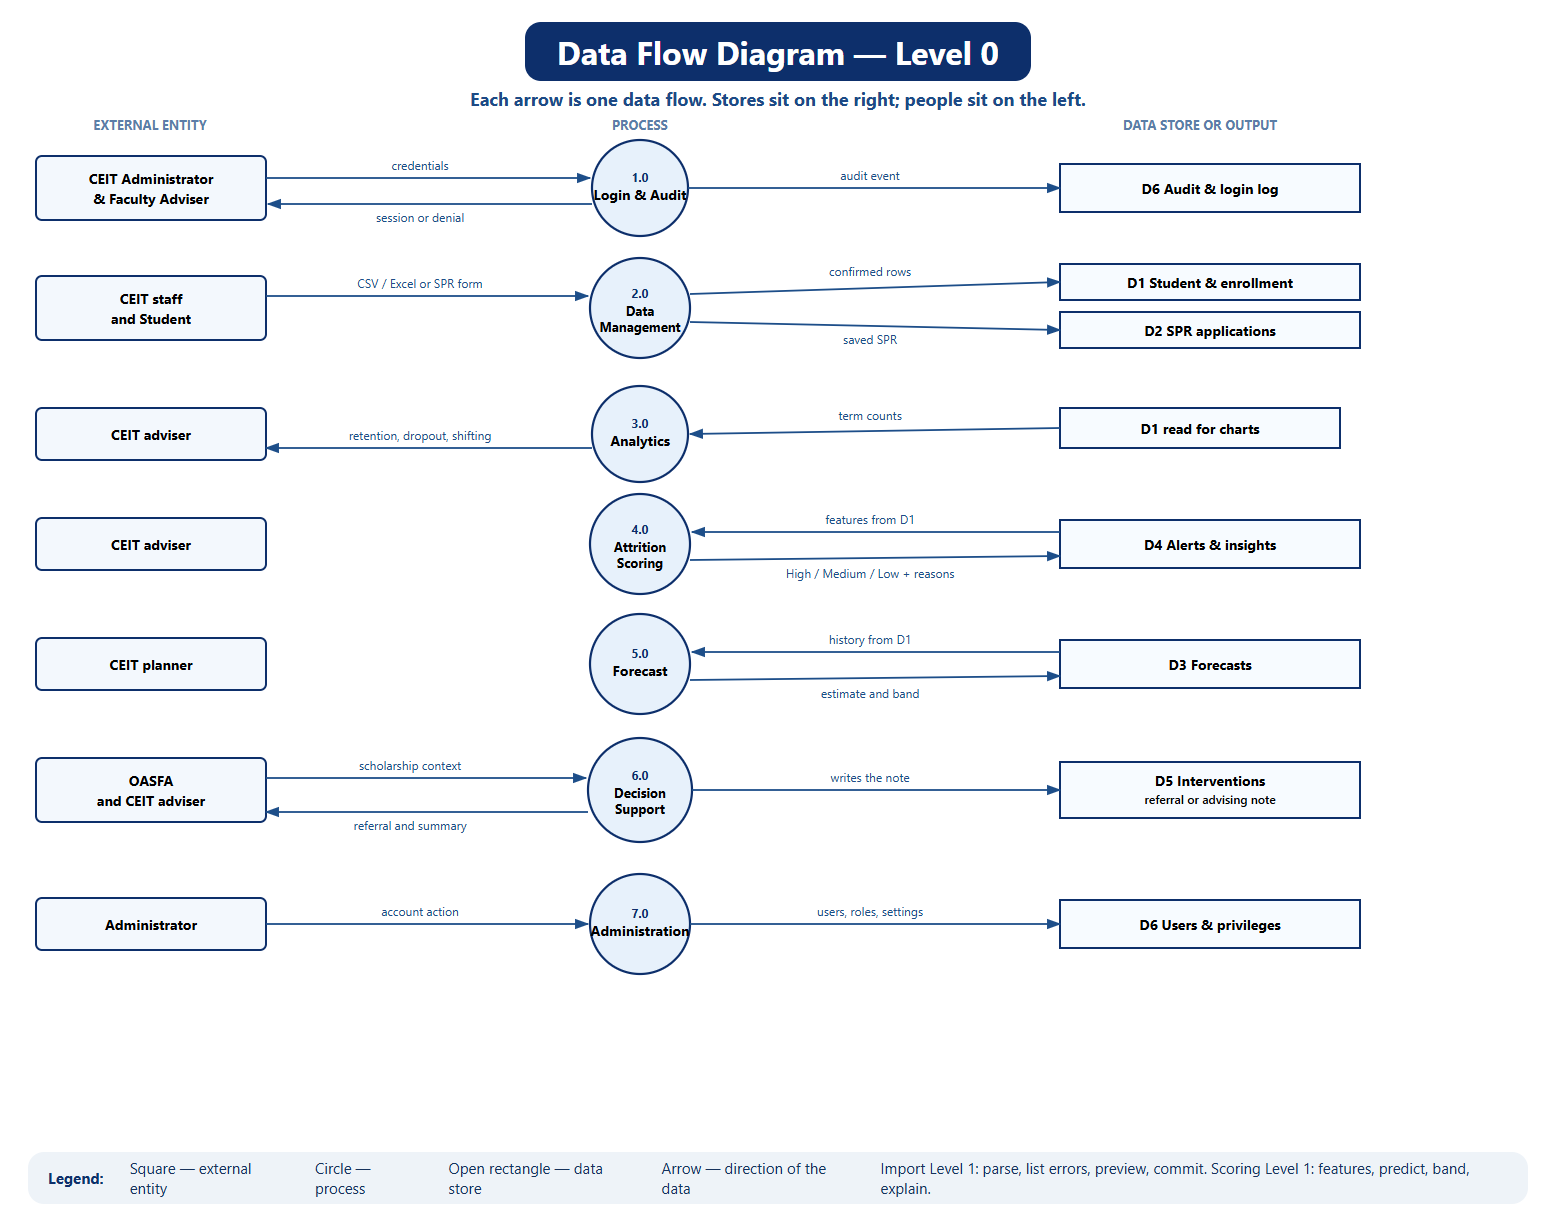 Data Flow Diagram — Level 0
Each arrow is one data flow. Stores sit on the right; people sit on the left.
EXTERNAL ENTITY
PROCESS
DATA STORE OR OUTPUT
CEIT Administrator
& Faculty Adviser
credentials
session or denial
1.0
Login & Audit
audit event
D6 Audit & login log
CEIT staff
and Student
CSV / Excel or SPR form
2.0
Data
Management
confirmed rows
saved SPR
D1 Student & enrollment
D2 SPR applications
CEIT adviser
retention, dropout, shifting
3.0
Analytics
term counts
D1 read for charts
CEIT adviser
4.0
Attrition
Scoring
features from D1
High / Medium / Low + reasons
D4 Alerts & insights
CEIT planner
5.0
Forecast
history from D1
estimate and band
D3 Forecasts
OASFA
and CEIT adviser
scholarship context
referral and summary
6.0
Decision
Support
writes the note
D5 Interventions
referral or advising note
Administrator
account action
7.0
Administration
users, roles, settings
D6 Users & privileges
Legend:
Square — external
entity
Circle —
process
Open rectangle — data
store
Arrow — direction of the
data
Import Level 1: parse, list errors, preview, commit. Scoring Level 1: features, predict, band,
explain.